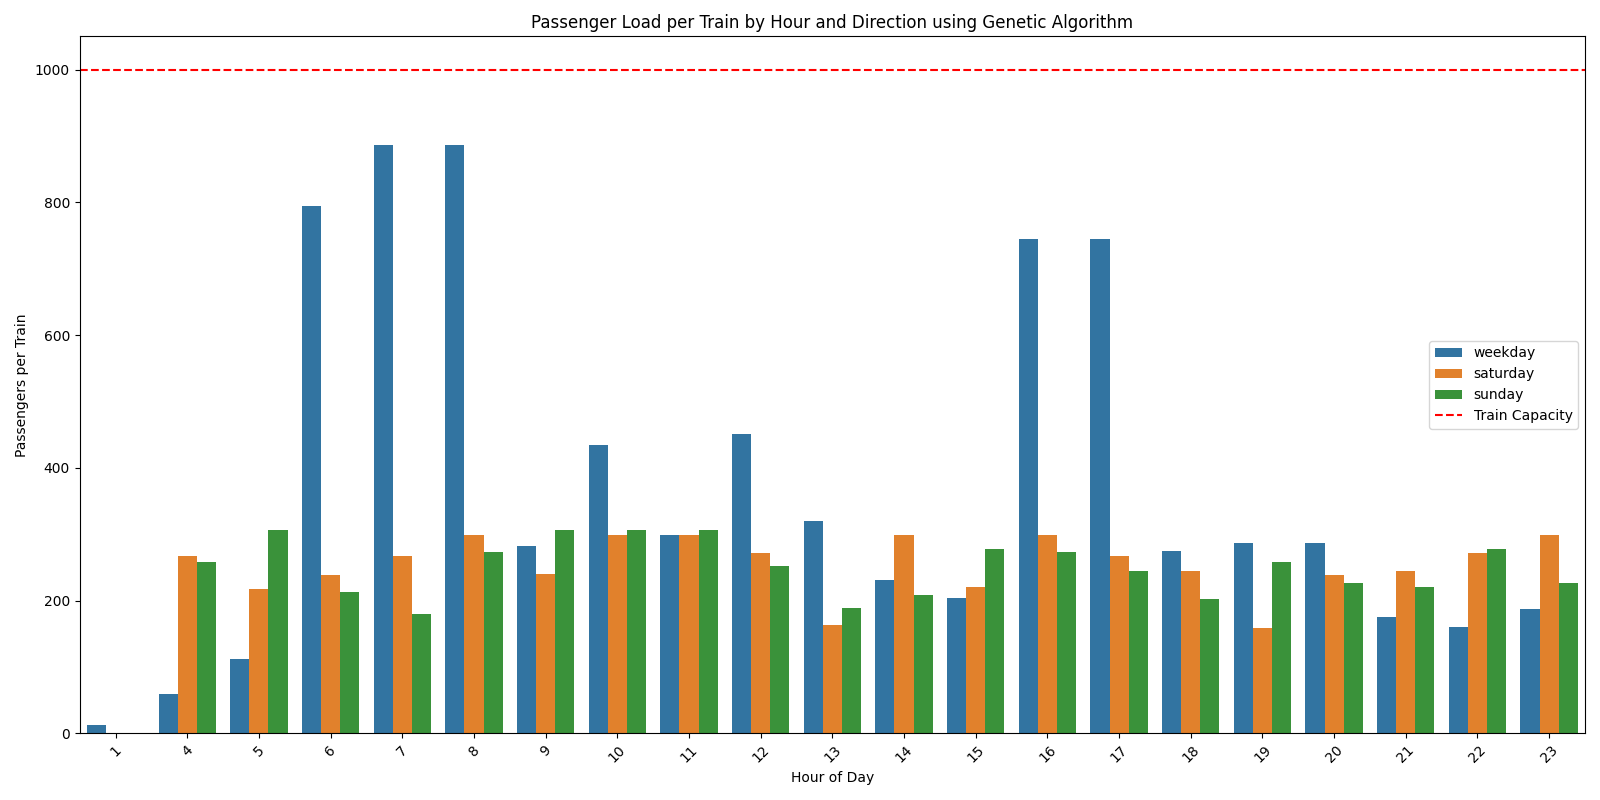 Passenger Load per Train by Hour and Direction using Genetic Algorithm
1000
800
600
400
200
0
Passengers per Train
weekday
saturday
sunday
Train Capacity
1 4 5 6 7 8 9 10 11 12 13 14 15 16 17 18 19 20 21 22 23
Hour of Day